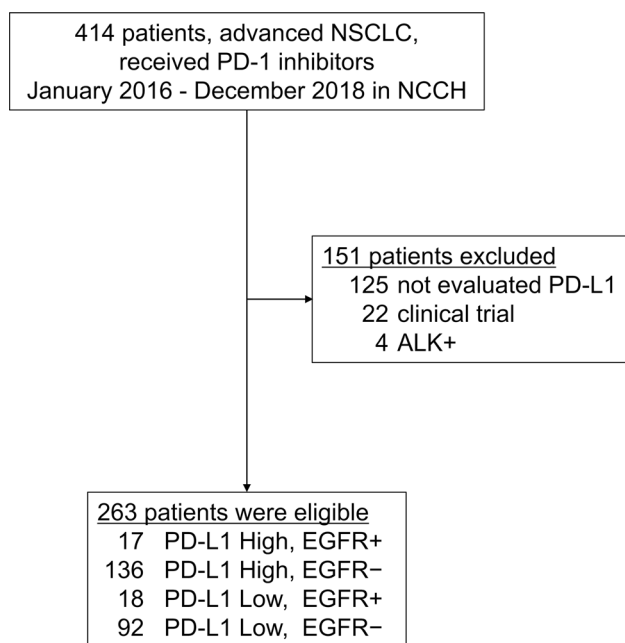 414 patients, advanced NSCLC,
received PD-1 inhibitors
January 2016 - December 2018 in NCCH
151 patients excluded
125 not evaluated PD-L1
22 clinical trial
4 ALK+
263 patients were eligible
17 PD-L1 High, EGFR+
136 PD-L1 High, EGFR−
18 PD-L1 Low, EGFR+
92 PD-L1 Low, EGFR−